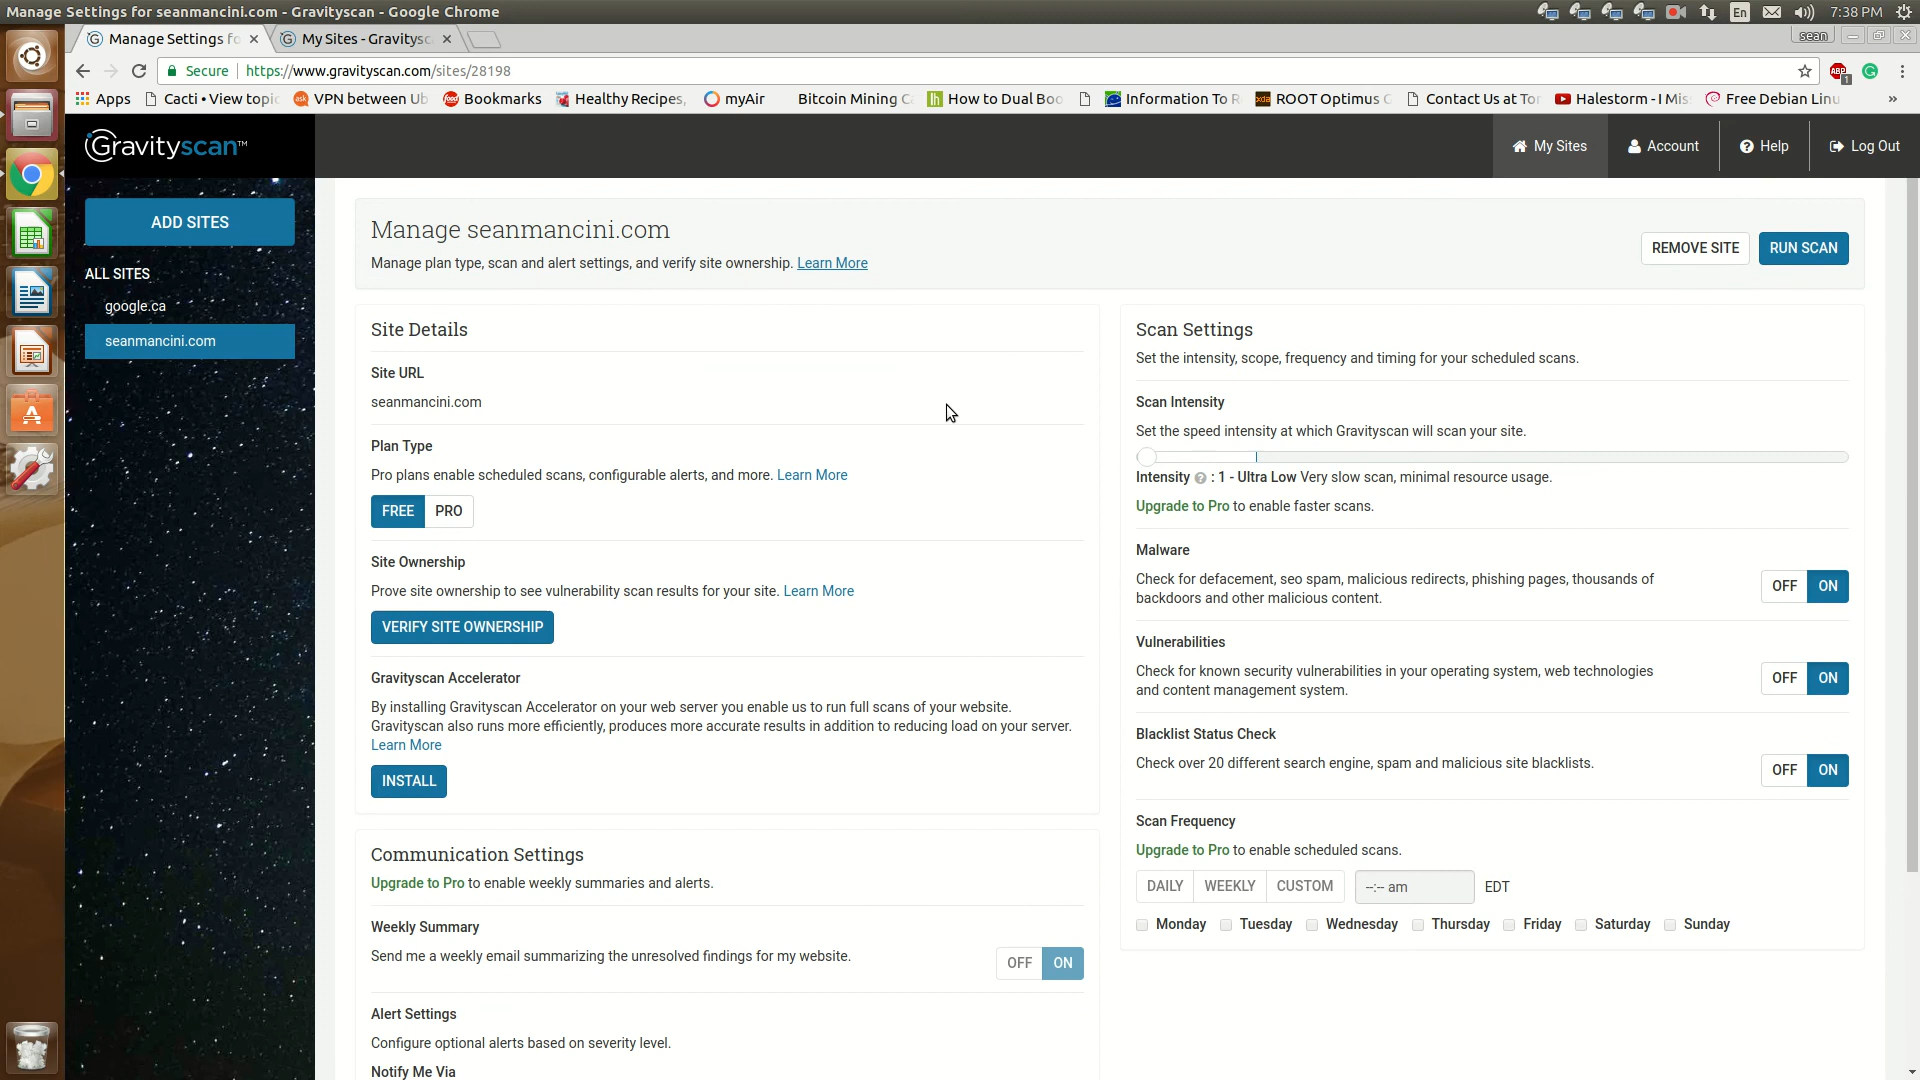 Manage Settings for seanmancini.com - Gravityscan - Google Chrome
En
7:38 PM
Manage Settings fo
My Sites - Gravitysc
sean
Secure
https://www.gravityscan.com/sites/28198
ABP
1
Apps
Cacti • View topic
VPN between Ub
Bookmarks
Healthy Recipes,
myAir
Bitcoin Mining Ca
How to Dual Boo
Information To R
ROOT Optimus G
Contact Us at Tor
Halestorm - I Mis
Free Debian Linu
»
Gravityscan™
My Sites
Account
Help
Log Out
ADD SITES
ALL SITES
google.ca
seanmancini.com
Manage seanmancini.com
Manage plan type, scan and alert settings, and verify site ownership. Learn More
REMOVE SITE
RUN SCAN
Site Details
Site URL
seanmancini.com
Plan Type
Pro plans enable scheduled scans, configurable alerts, and more. Learn More
FREE
PRO
Site Ownership
Prove site ownership to see vulnerability scan results for your site. Learn More
VERIFY SITE OWNERSHIP
Gravityscan Accelerator
By installing Gravityscan Accelerator on your web server you enable us to run full scans of your website.
Gravityscan also runs more efficiently, produces more accurate results in addition to reducing load on your server.
Learn More
INSTALL
Communication Settings
Upgrade to Pro to enable weekly summaries and alerts.
Weekly Summary
Send me a weekly email summarizing the unresolved findings for my website.
OFF
ON
Alert Settings
Configure optional alerts based on severity level.
Notify Me Via
Scan Settings
Set the intensity, scope, frequency and timing for your scheduled scans.
Scan Intensity
Set the speed intensity at which Gravityscan will scan your site.
Intensity ? : 1 - Ultra Low Very slow scan, minimal resource usage.
Upgrade to Pro to enable faster scans.
Malware
Check for defacement, seo spam, malicious redirects, phishing pages, thousands of
backdoors and other malicious content.
OFF
ON
Vulnerabilities
Check for known security vulnerabilities in your operating system, web technologies
and content management system.
OFF
ON
Blacklist Status Check
Check over 20 different search engine, spam and malicious site blacklists.
OFF
ON
Scan Frequency
Upgrade to Pro to enable scheduled scans.
DAILY
WEEKLY
CUSTOM
--:-- am
EDT
Monday
Tuesday
Wednesday
Thursday
Friday
Saturday
Sunday